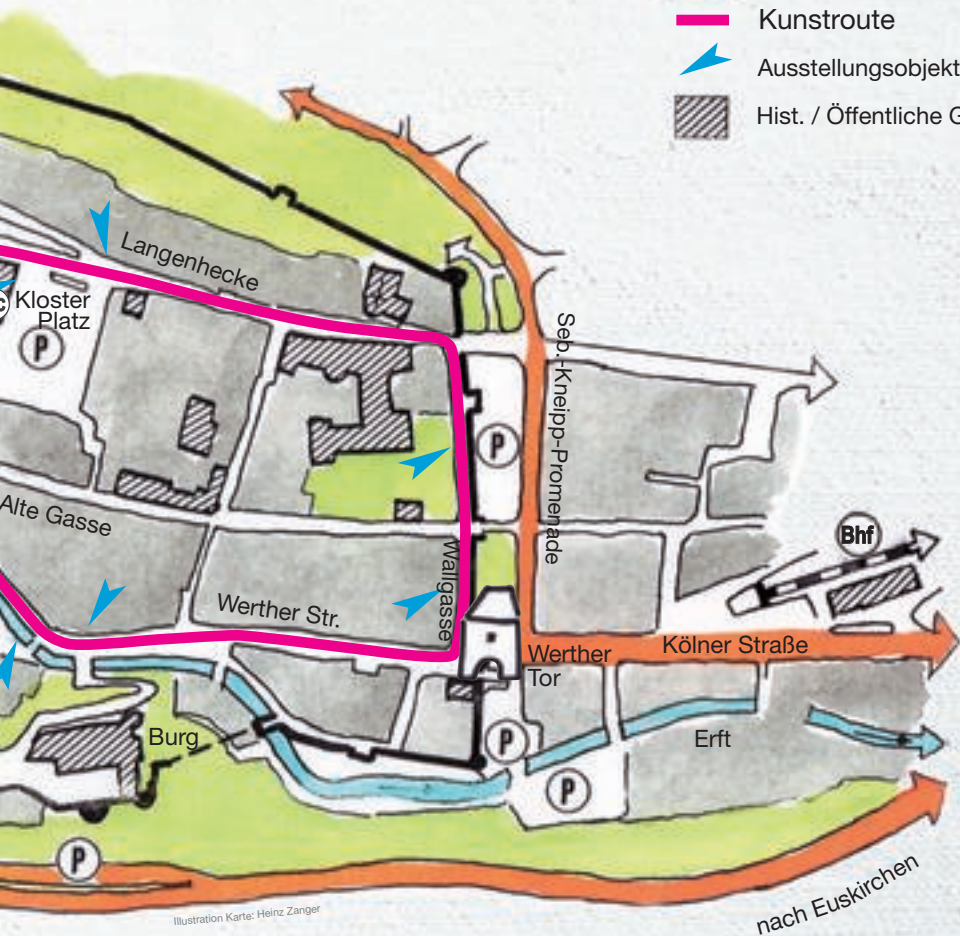 Kunstroute
Ausstellungsobjekt
Hist. / Öffentliche G
Langenhecke
Kloster
Platz
P
Seb.-Kneipp-Promenade
P
Alte Gasse
Wallgasse
Bhf
Werther Str.
Werther
Tor
Kölner Straße
Burg
P
Erft
P
P
nach Euskirchen
Illustration Karte: Heinz Zanger